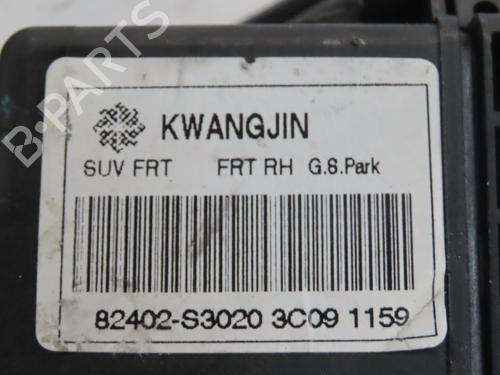 KWANGJIN
SUV FRT FRT RH G.S.Park
82402-S3020 3C09 1159
B-PARTS